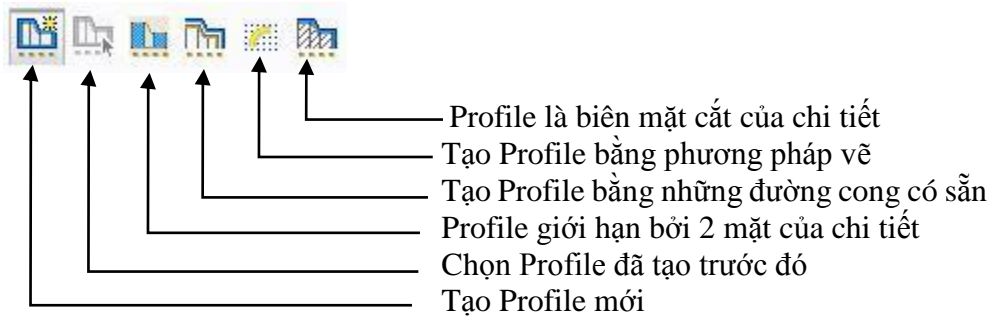 Profile là biên mặt cắt của chi tiết
Tạo Profile bằng phương pháp vẽ
Tạo Profile bằng những đường cong có sẵn
Profile giới hạn bởi 2 mặt của chi tiết
Chọn Profile đã tạo trước đó
Tạo Profile mới